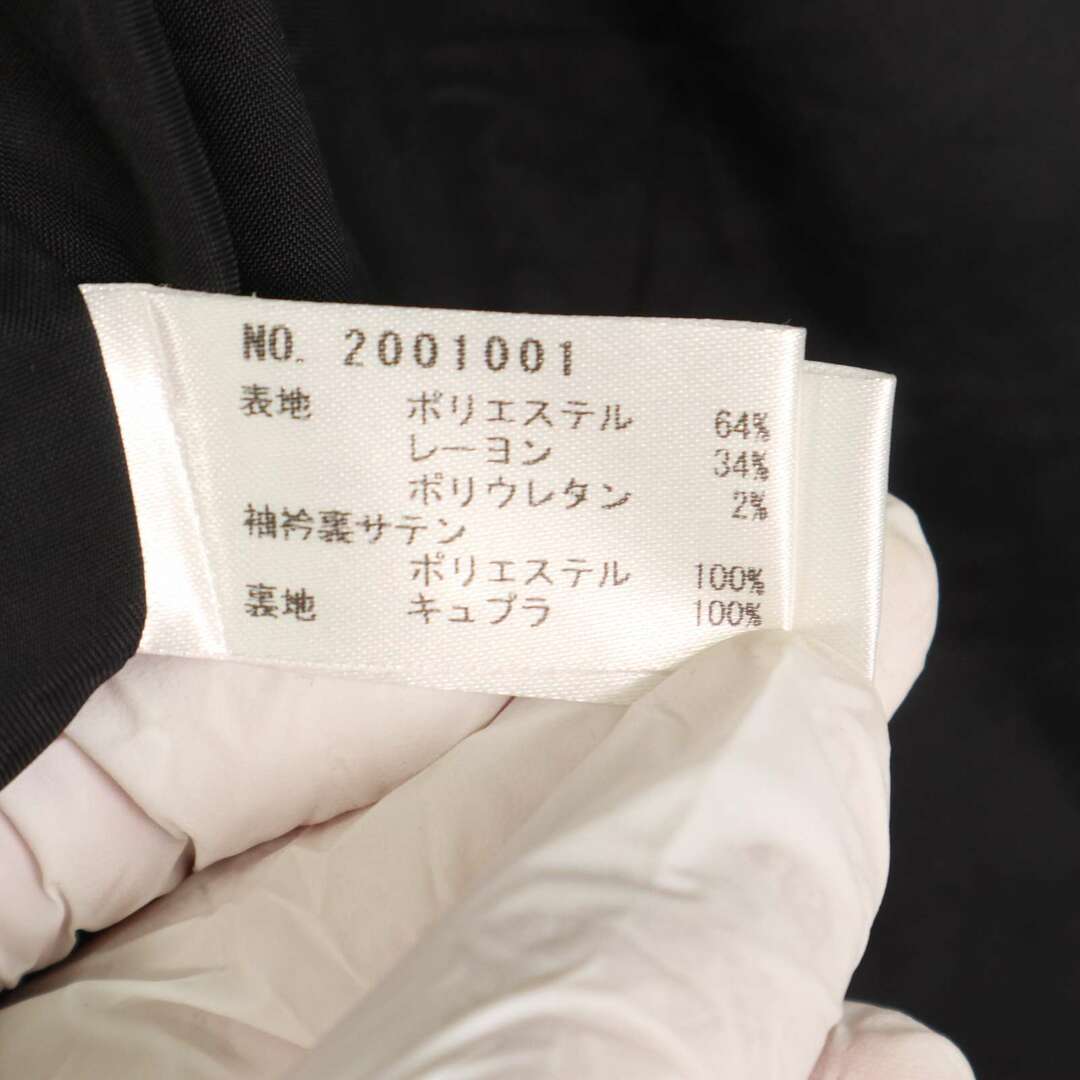 NO. 2001001
表地 ポリエステル 64%
レーヨン 34%
ポリウレタン 2%
袖衿裏サテン
ポリエステル 100%
裏地 キュプラ 100%